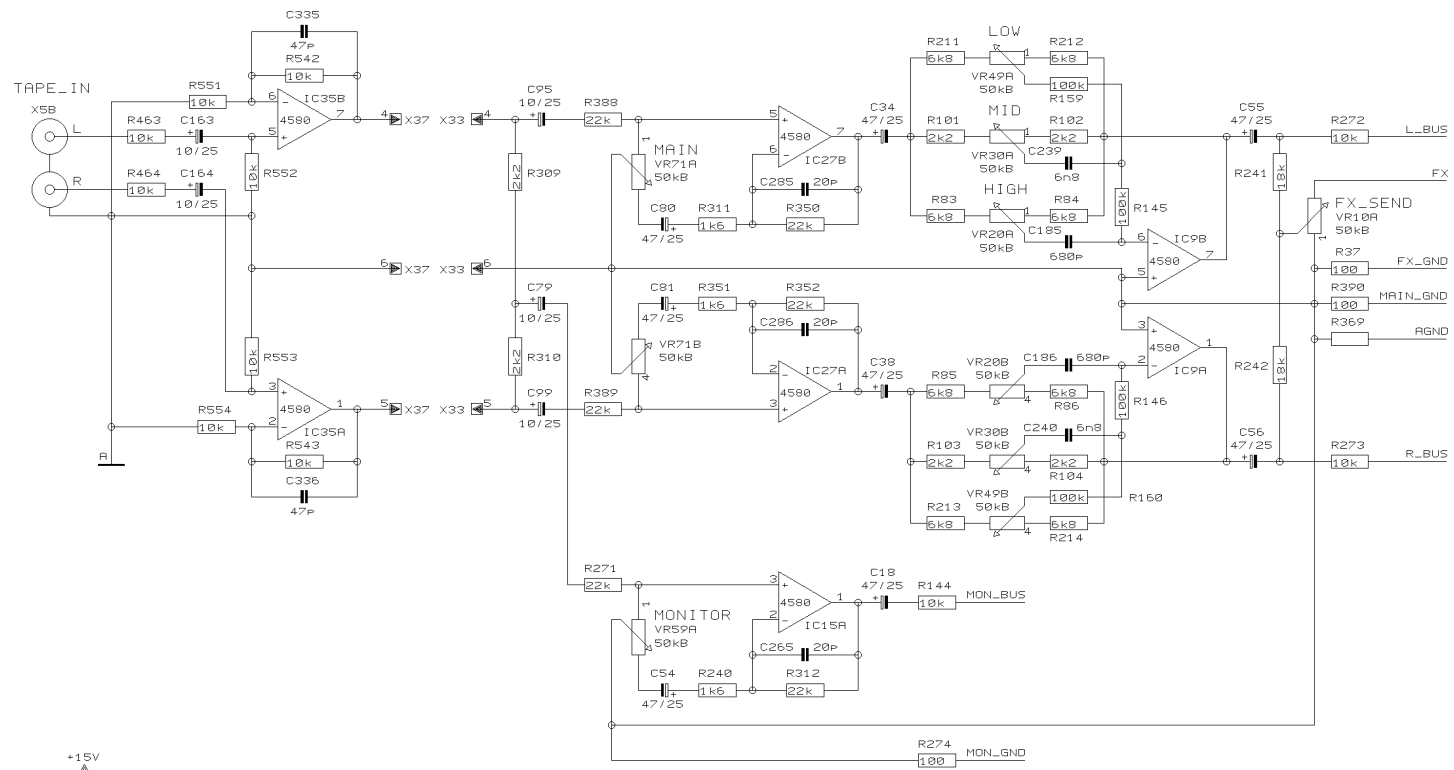 TAPE_IN
X5B
L
R
A
+15V
C335
47p
R542
10k
R551
10k
6
5
7
IC35B
4580
R463
10k
C163
10/25
R464
10k
C164
10/25
10k
R552
10k
R553
R554
10k
3
2
1
4580
IC35A
R543
10k
C336
47p
4 X37 X33 4
6 X37 X33 6
5 X37 X33 5
C95
10/25
R388
22k
2k2
R309
C79
10/25
2k2
R310
C99
10/25
R389
22k
1
MAIN
VR71A
50kB
C80
47/25
R311
1k6
5
6
7
4580
IC27B
C285 20p
R350
22k
C81
47/25
R351
1k6
R352
22k
C286 20p
VR71B
50kB
4
2
3
1
4580
IC27A
C34
47/25
C38
47/25
LOW
R211
6k8
1
R212
6k8
VR49A
50kB
100k
R159
MID
R101
2k2
1
R102
2k2
VR30A
50kB
C239
6n8
HIGH
R83
6k8
1
R84
6k8
VR20A
50kB
C185
680p
100k
R145
6
5
7
IC9B
4580
3
2
1
4580
IC9A
VR20B
50kB
C186 680p
R85
6k8
4
6k8
R86
100k
R146
VR30B
50kB
C240 6n8
R103
2k2
4
2k2
R104
VR49B
50kB
100k
R160
R213
6k8
4
6k8
R214
C55
47/25
R272
10k
L_BUS
R241
18k
FX
FX_SEND
VR10A
50kB
1
R37
100
FX_GND
R390
100
MAIN_GND
R369
AGND
R242
18k
C56
47/25
R273
10k
R_BUS
R271
22k
1
MONITOR
VR59A
50kB
C54
47/25
R240
1k6
3
2
1
4580
IC15A
C265 20p
R312
22k
C18
47/25
R144
10k
MON_BUS
R274
100
MON_GND